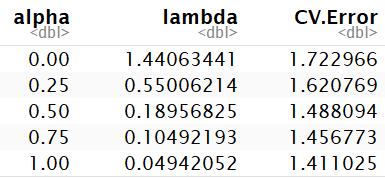 alpha lambda CV.Error
<dbl> <dbl> <dbl>
0.00 1.44063441 1.722966
0.25 0.55006214 1.620769
0.50 0.18956825 1.488094
0.75 0.10492193 1.456773
1.00 0.04942052 1.411025